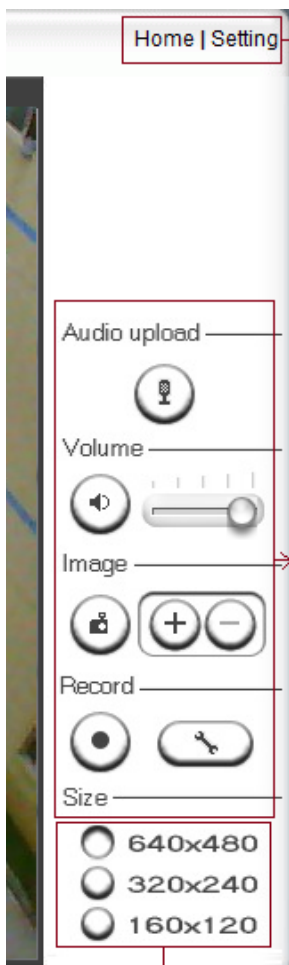 Home | Setting
Audio upload
Volume
Image
Record
Size
640x480
320x240
160x120